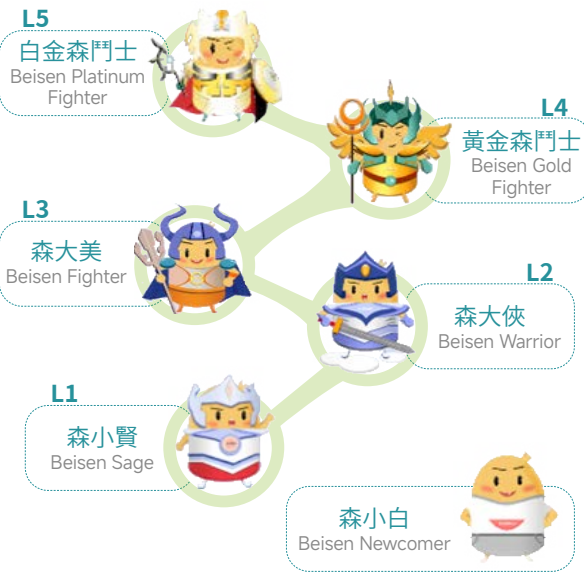 L5
白金森鬥士
Beisen Platinum
Fighter
L4
黃金森鬥士
Beisen Gold
Fighter
L3
森大美
Beisen Fighter
L2
森大俠
Beisen Warrior
L1
森小賢
Beisen Sage
森小白
Beisen Newcomer